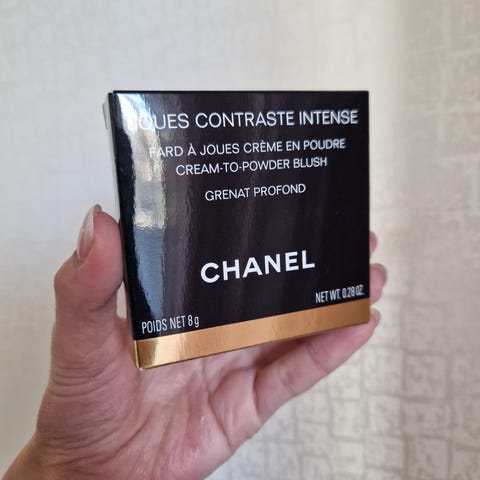 JOUES CONTRASTE INTENSE
FARD À JOUES CRÈME EN POUDRE
CREAM-TO-POWDER BLUSH
GRENAT PROFOND
CHANEL
POIDS NET 8 g
NET WT. 0.28 OZ.